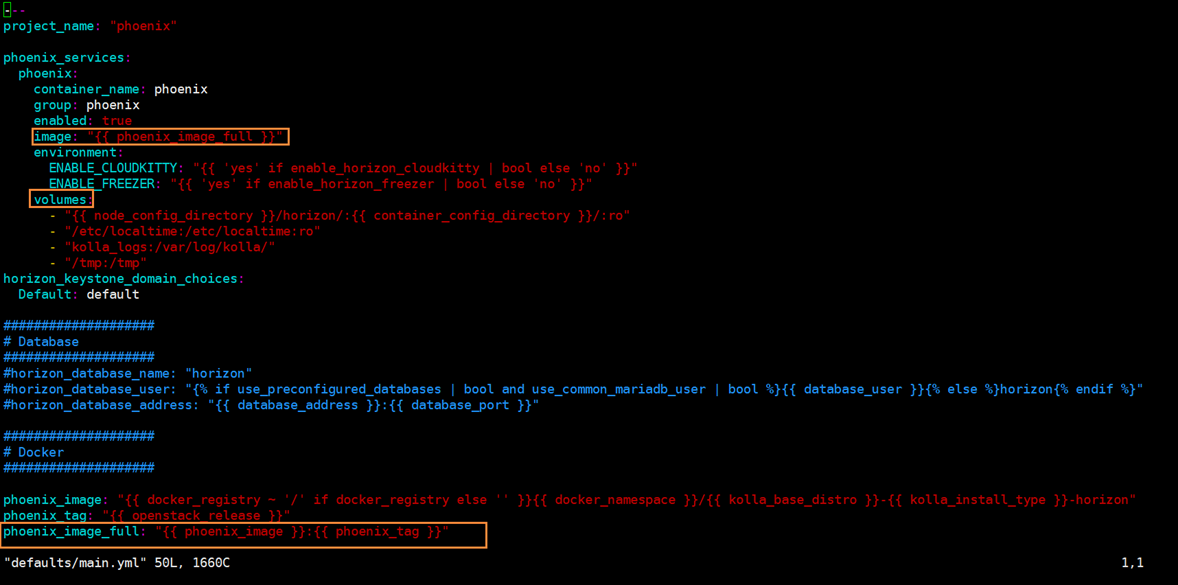 ---
project_name: "phoenix"
phoenix_services:
  phoenix:
    container_name: phoenix
    group: phoenix
    enabled: true
    image: "{{ phoenix_image_full }}"
    environment:
      ENABLE_CLOUDKITTY: "{{ 'yes' if enable_horizon_cloudkitty | bool else 'no' }}"
      ENABLE_FREEZER: "{{ 'yes' if enable_horizon_freezer | bool else 'no' }}"
    volumes:
      - "{{ node_config_directory }}/horizon/:{{ container_config_directory }}/:ro"
      - "/etc/localtime:/etc/localtime:ro"
      - "kolla_logs:/var/log/kolla/"
      - "/tmp:/tmp"
horizon_keystone_domain_choices:
  Default: default
####################
# Database
####################
#horizon_database_name: "horizon"
#horizon_database_user: "{% if use_preconfigured_databases | bool and use_common_mariadb_user | bool %}{{ database_user }}{% else %}horizon{% endif %}"
#horizon_database_address: "{{ database_address }}:{{ database_port }}"
####################
# Docker
####################
phoenix_image: "{{ docker_registry ~ '/' if docker_registry else '' }}{{ docker_namespace }}/{{ kolla_base_distro }}-{{ kolla_install_type }}-horizon"
phoenix_tag: "{{ openstack_release }}"
phoenix_image_full: "{{ phoenix_image }}:{{ phoenix_tag }}"
"defaults/main.yml" 50L, 1660C 1,1